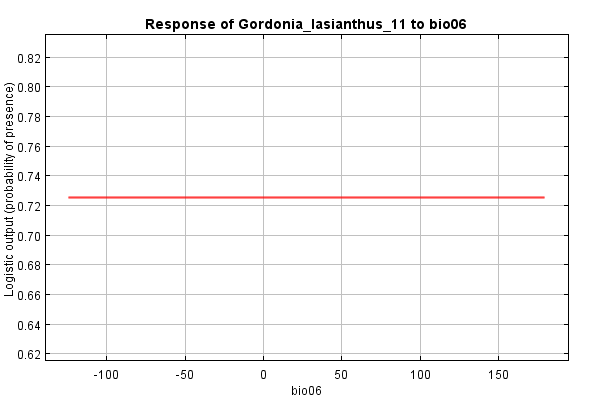 Response of Gordonia_lasianthus_11 to bio06
Logistic output (probability of presence)
0.82
0.80
0.78
0.76
0.74
0.72
0.70
0.68
0.66
0.64
0.62
-100 -50 0 50 100 150
bio06